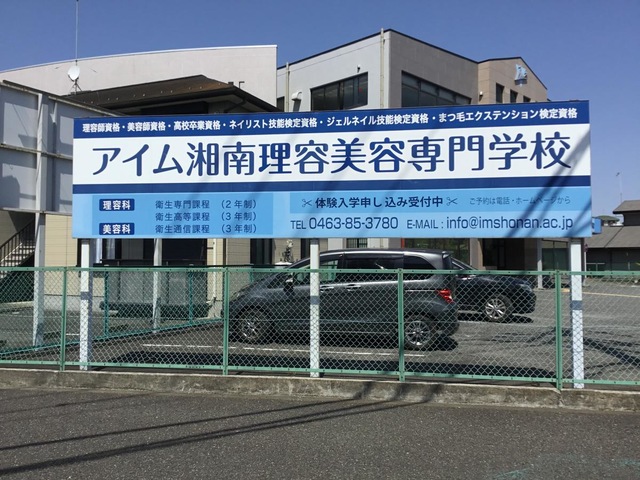 理容師資格・美容師資格・高校卒業資格・ネイリスト技能検定資格・ジェルネイル技能検定資格・まつ毛エクステンション検定資格
アイム湘南理容美容専門学校
理容科 衛生専門課程 (2年制)
衛生高等課程 (3年制)
美容科 衛生通信課程 (3年制)
体験入学申し込み受付中 ご予約は電話・ホームページから
TEL 0463-85-3780 E-MAIL : info@imshonan.ac.jp